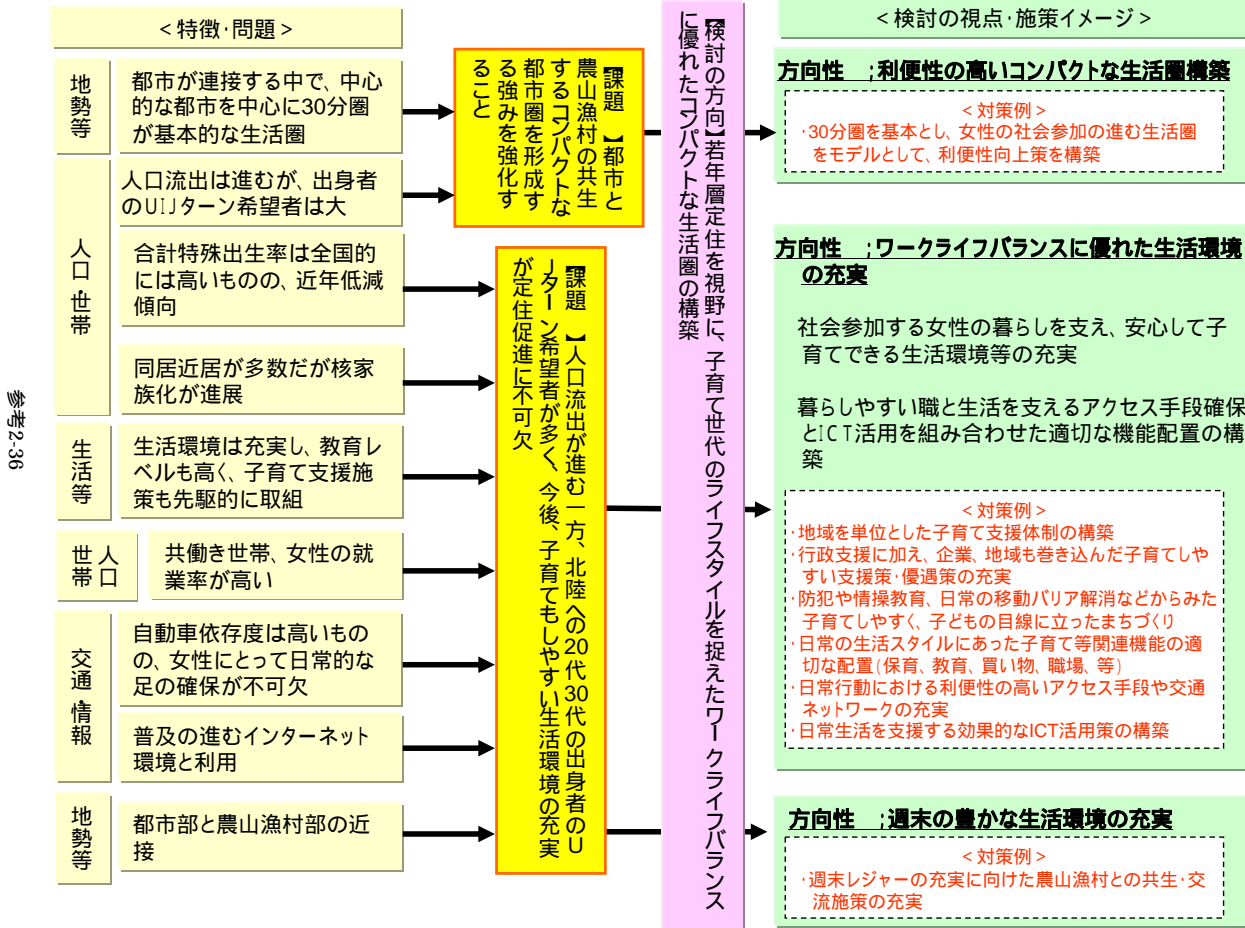 ＜特徴・問題＞
地勢等
都市が連接する中で、中心
的な都市を中心に30分圏
が基本的な生活圏
人口・世帯
人口流出は進むが、出身者
のUIJターン希望者は大
合計特殊出生率は全国的
には高いものの、近年低減
傾向
同居近居が多数だが核家
族化が進展
生活等
生活環境は充実し、教育レ
ベルも高く、子育て支援施
策も先駆的に取組
人口
世帯
共働き世帯、女性の就
業率が高い
交通・情報
自動車依存度は高いもの
の、女性にとって日常的な
足の確保が不可欠
普及の進むインターネット
環境と利用
地勢等
都市部と農山漁村部の近
接
【課題　】都市と
農山漁村の共生
するコンパクトな
都市圏を形成す
る強みを強化す
ること
【課題　】人口流出が進む一方、北陸への20代30代の出身者のU
Jターン希望者が多く、今後、子育てもしやすい生活環境の充実
が定住促進に不可欠
【検討の方向】若年層定住を視野に、子育て世代のライフスタイルを捉えたワークライフバランス
に優れたコンパクトな生活圏の構築
＜検討の視点・施策イメージ＞
方向性　；利便性の高いコンパクトな生活圏構築
＜対策例＞
・30分圏を基本とし、女性の社会参加の進む生活圏
をモデルとして、利便性向上策を構築
方向性　；ワークライフバランスに優れた生活環境
の充実
社会参加する女性の暮らしを支え、安心して子
育てできる生活環境等の充実
暮らしやすい職と生活を支えるアクセス手段確保
とICT活用を組み合わせた適切な機能配置の構
築
＜対策例＞
・地域を単位とした子育て支援体制の構築
・行政支援に加え、企業、地域も巻き込んだ子育てしや
すい支援策・優遇策の充実
・防犯や情操教育、日常の移動バリア解消などからみた
子育てしやすく、子どもの目線に立ったまちづくり
・日常の生活スタイルにあった子育て等関連機能の適
切な配置(保育、教育、買い物、職場、等)
・日常行動における利便性の高いアクセス手段や交通
ネットワークの充実
・日常生活を支援する効果的なICT活用策の構築
方向性　；週末の豊かな生活環境の充実
＜対策例＞
・週末レジャーの充実に向けた農山漁村との共生・交
流施策の充実
参考2-36